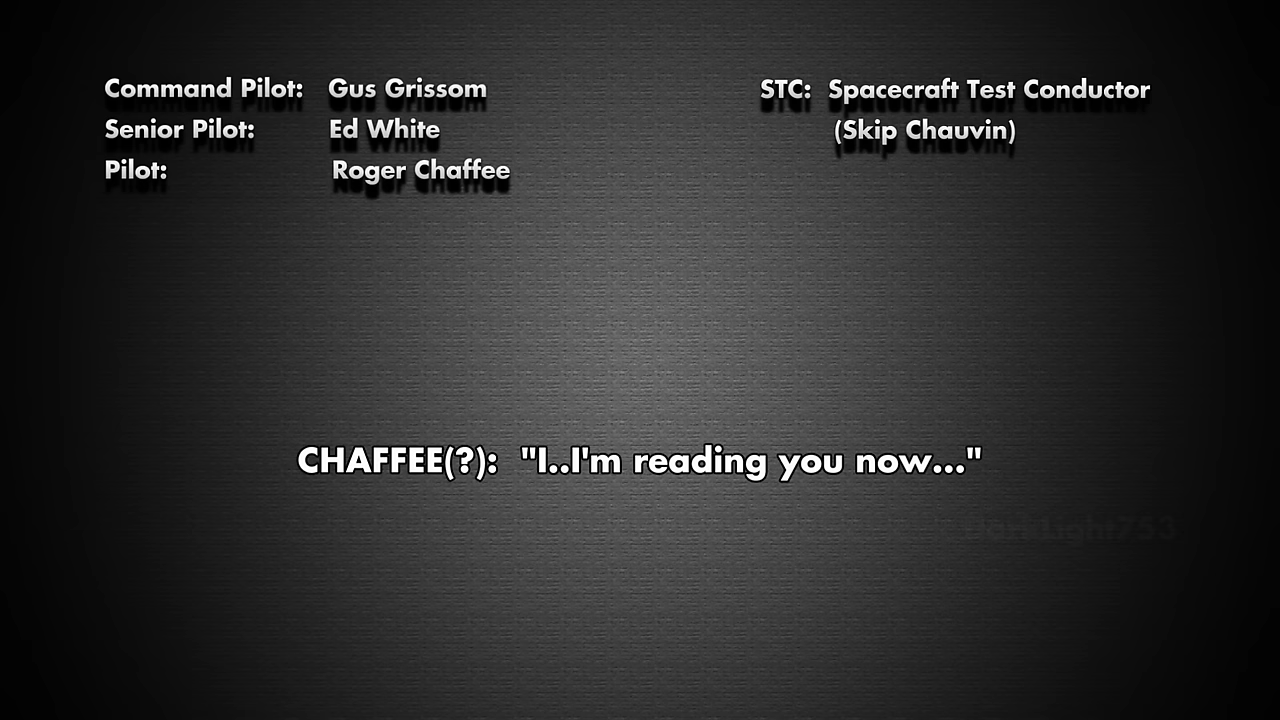 Command Pilot: Gus Grissom
Senior Pilot: Ed White
Pilot: Roger Chaffee
STC: Spacecraft Test Conductor
(Skip Chauvin)
CHAFFEE(?): "I..I'm reading you now..."
DarkLight753